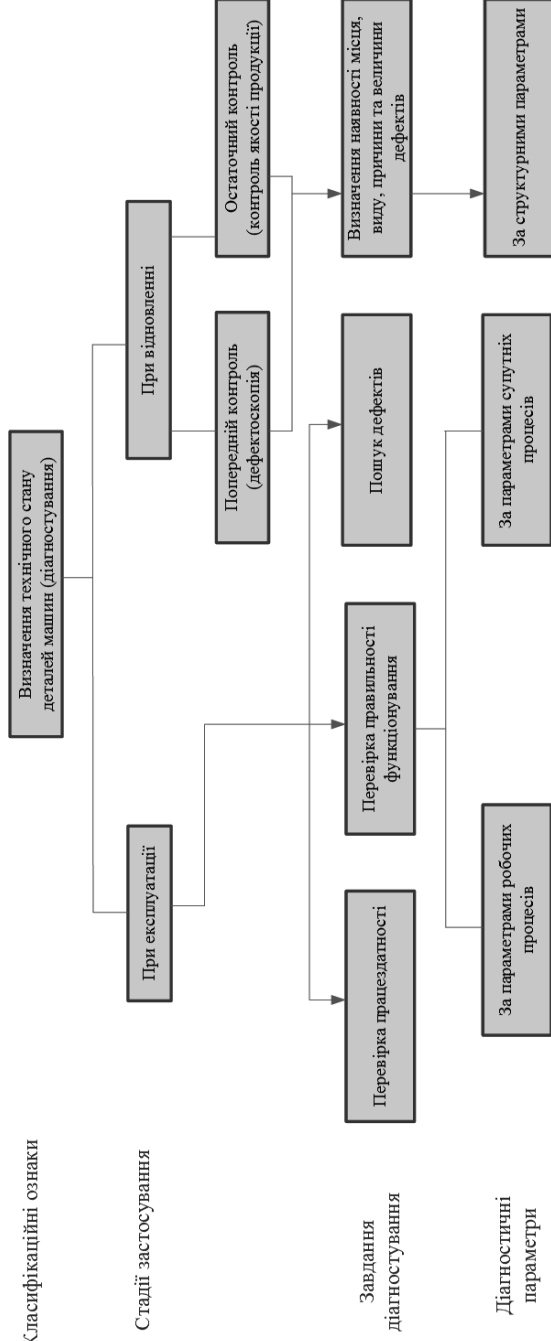 Класифікаційні ознаки
Визначення технічного стану
деталей машин (діагностування)
Стадії застосування
При експлуатації
При відновленні
Попередній контроль
(дефектоскопія)
Остаточний контроль
(контроль якості продукції)
Завдання
діагностування
Перевірка працездатності
Перевірка правильності
функціонування
Пошук дефектів
Визначення наявності місця,
виду, причини та величини
дефектів
Діагностичні
параметри
За параметрами робочих
процесів
За параметрами супутніх
процесів
За структурними параметрами